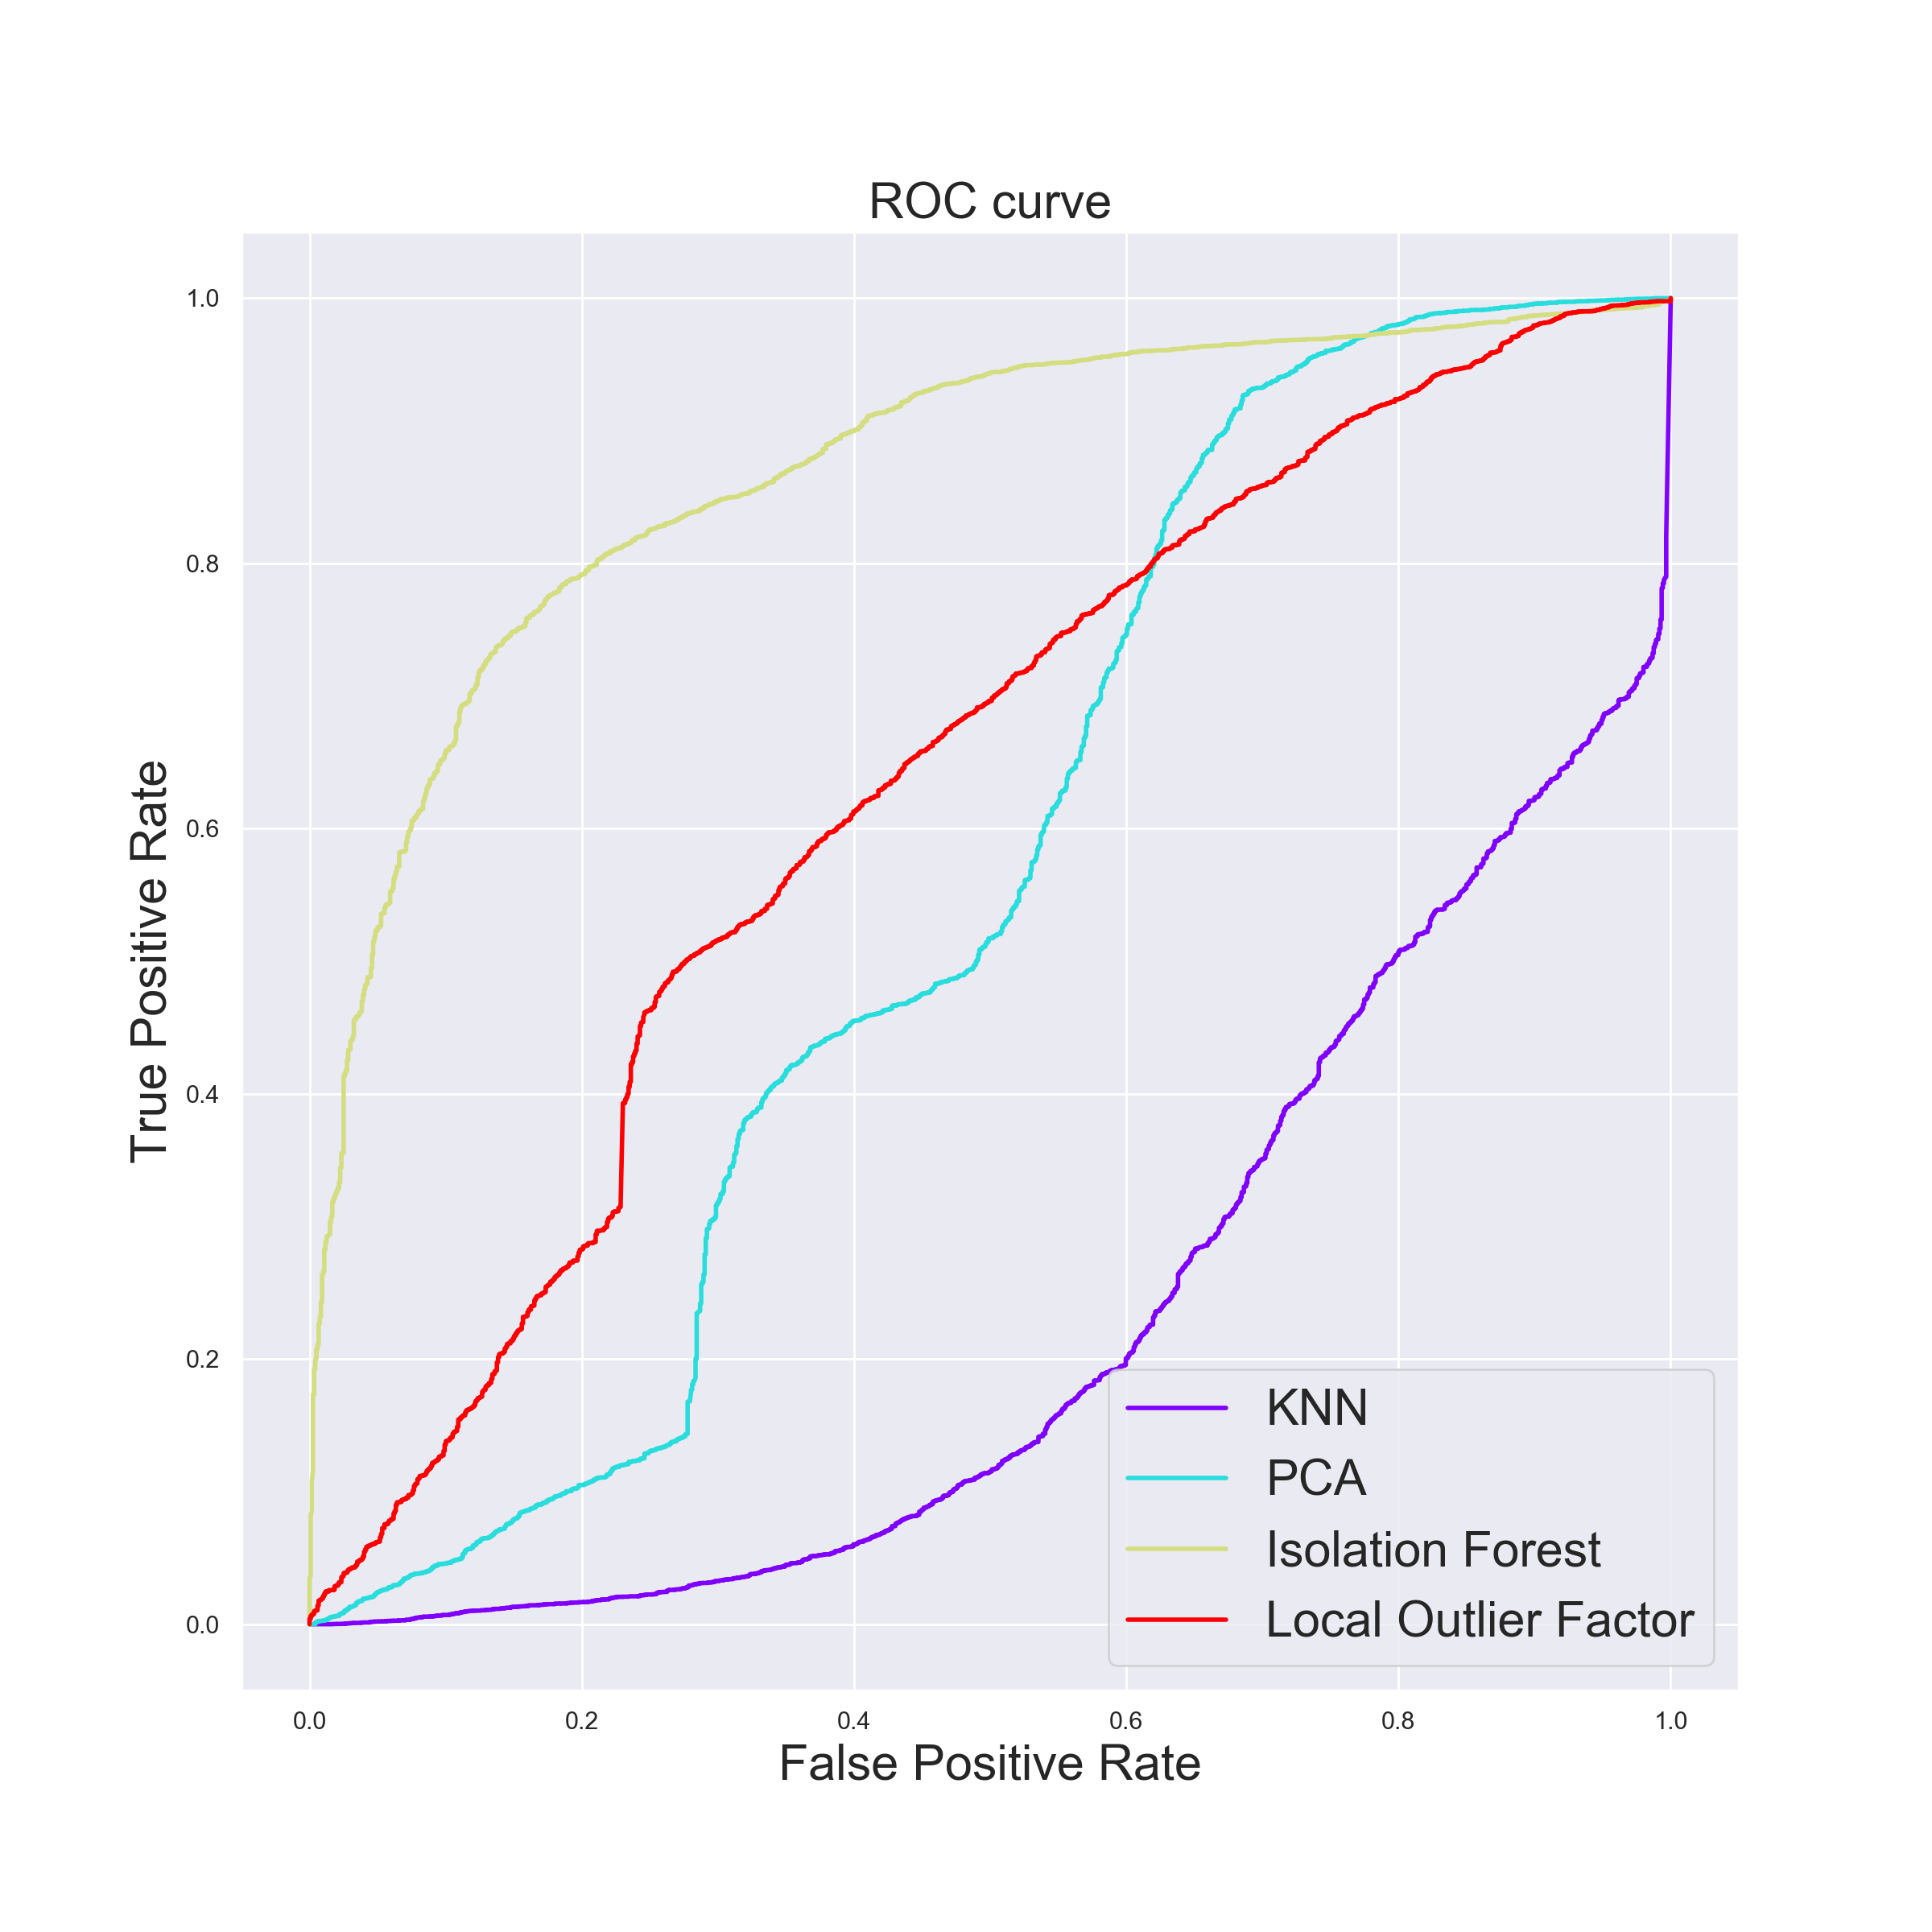 ROC curve
1.0
0.8
0.6
0.4
0.2
0.0
True Positive Rate
0.0 0.2 0.4 0.6 0.8 1.0
False Positive Rate
KNN
PCA
Isolation Forest
Local Outlier Factor